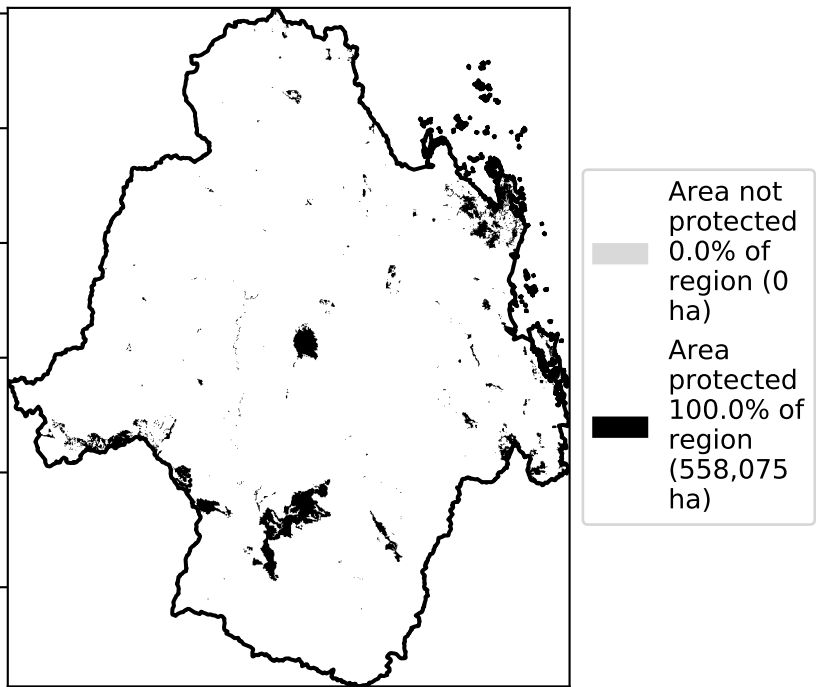 Area not
protected
0.0% of
region (0
ha)
Area
protected
100.0% of
region
(558,075
ha)